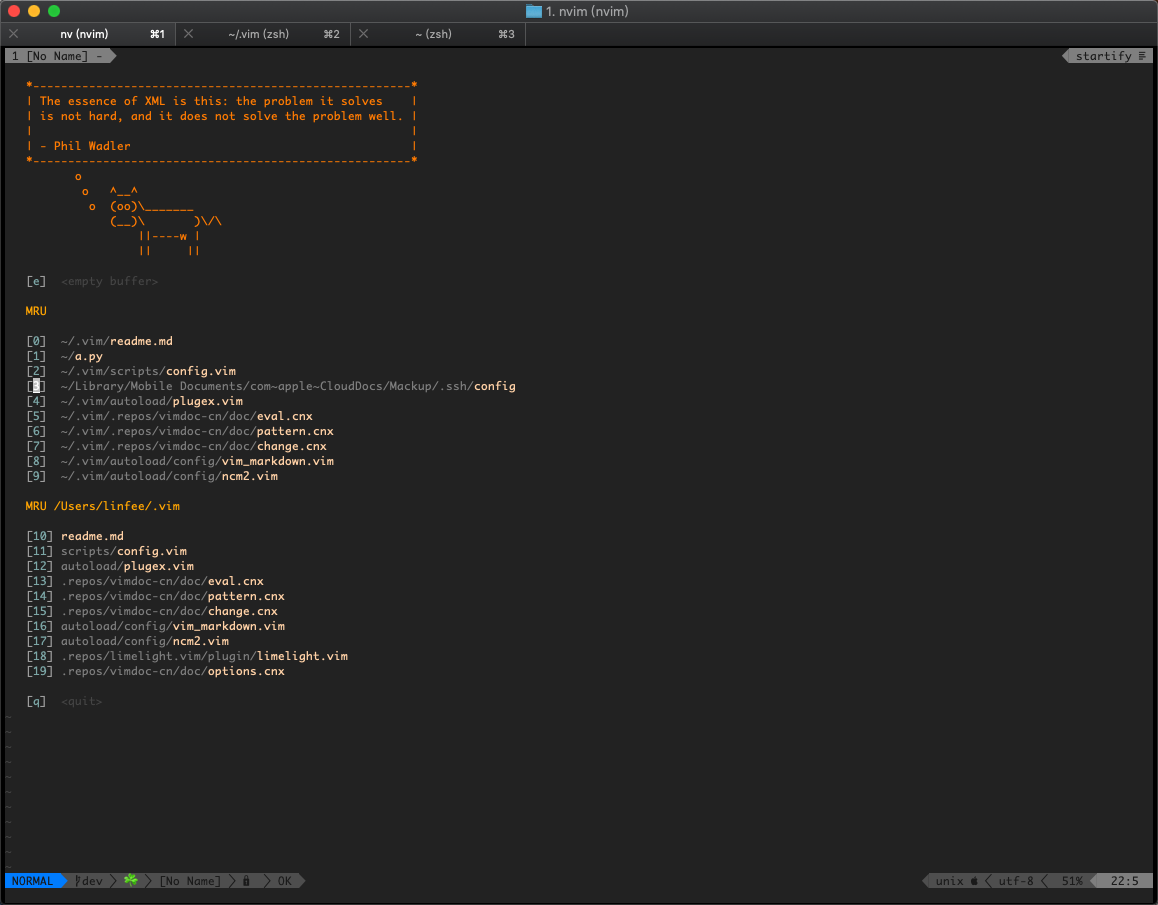 1. nvim (nvim)
nv (nvim) ⌘1 ~/.vim (zsh) ⌘2 ~ (zsh) ⌘3
1 [No Name] - startify
*------------------------------------------------------*
| The essence of XML is this: the problem it solves    |
| is not hard, and it does not solve the problem well. |
|                                                      |
| - Phil Wadler                                        |
*------------------------------------------------------*
       o
        o   ^__^
         o  (oo)\_______
            (__)\       )\/\
                ||----w |
                ||     ||
[e]  <empty buffer>
MRU
[0]  ~/.vim/readme.md
[1]  ~/a.py
[2]  ~/.vim/scripts/config.vim
[3]  ~/Library/Mobile Documents/com~apple~CloudDocs/Mackup/.ssh/config
[4]  ~/.vim/autoload/plugex.vim
[5]  ~/.vim/.repos/vimdoc-cn/doc/eval.cnx
[6]  ~/.vim/.repos/vimdoc-cn/doc/pattern.cnx
[7]  ~/.vim/.repos/vimdoc-cn/doc/change.cnx
[8]  ~/.vim/autoload/config/vim_markdown.vim
[9]  ~/.vim/autoload/config/ncm2.vim
MRU /Users/linfee/.vim
[10] readme.md
[11] scripts/config.vim
[12] autoload/plugex.vim
[13] .repos/vimdoc-cn/doc/eval.cnx
[14] .repos/vimdoc-cn/doc/pattern.cnx
[15] .repos/vimdoc-cn/doc/change.cnx
[16] autoload/config/vim_markdown.vim
[17] autoload/config/ncm2.vim
[18] .repos/limelight.vim/plugin/limelight.vim
[19] .repos/vimdoc-cn/doc/options.cnx
[q]  <quit>
~
~
~
~
~
~
~
~
~
~
~
NORMAL dev ☘ [No Name] OK unix utf-8 51% 22:5